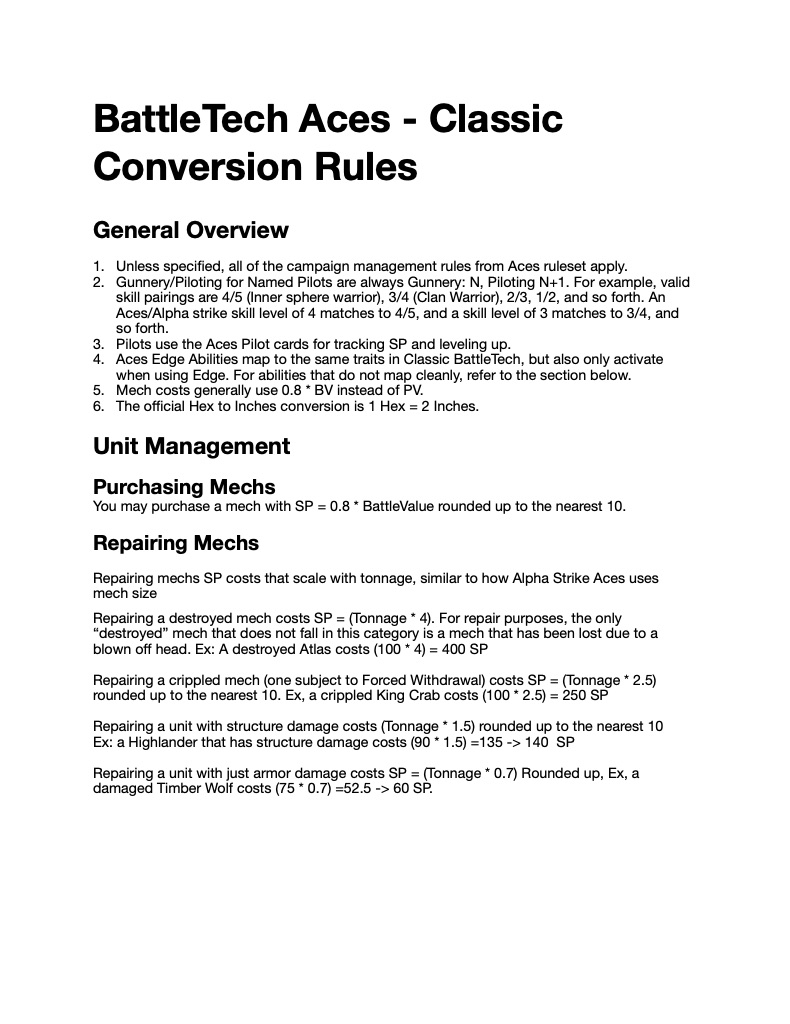 BattleTech Aces - Classic
Conversion Rules
General Overview
1. Unless specified, all of the campaign management rules from Aces ruleset apply.
2. Gunnery/Piloting for Named Pilots are always Gunnery: N, Piloting N+1. For example, valid
skill pairings are 4/5 (Inner sphere warrior), 3/4 (Clan Warrior), 2/3, 1/2, and so forth. An
Aces/Alpha strike skill level of 4 matches to 4/5, and a skill level of 3 matches to 3/4, and
so forth.
3. Pilots use the Aces Pilot cards for tracking SP and leveling up.
4. Aces Edge Abilities map to the same traits in Classic BattleTech, but also only activate
when using Edge. For abilities that do not map cleanly, refer to the section below.
5. Mech costs generally use 0.8 * BV instead of PV.
6. The official Hex to Inches conversion is 1 Hex = 2 Inches.
Unit Management
Purchasing Mechs
You may purchase a mech with SP = 0.8 * BattleValue rounded up to the nearest 10.
Repairing Mechs
Repairing mechs SP costs that scale with tonnage, similar to how Alpha Strike Aces uses
mech size
Repairing a destroyed mech costs SP = (Tonnage * 4). For repair purposes, the only
“destroyed” mech that does not fall in this category is a mech that has been lost due to a
blown off head. Ex: A destroyed Atlas costs (100 * 4) = 400 SP
Repairing a crippled mech (one subject to Forced Withdrawal) costs SP = (Tonnage * 2.5)
rounded up to the nearest 10. Ex, a crippled King Crab costs (100 * 2.5) = 250 SP
Repairing a unit with structure damage costs (Tonnage * 1.5) rounded up to the nearest 10
Ex: a Highlander that has structure damage costs (90 * 1.5) =135 -> 140  SP
Repairing a unit with just armor damage costs SP = (Tonnage * 0.7) Rounded up, Ex, a
damaged Timber Wolf costs (75 * 0.7) =52.5 -> 60 SP.